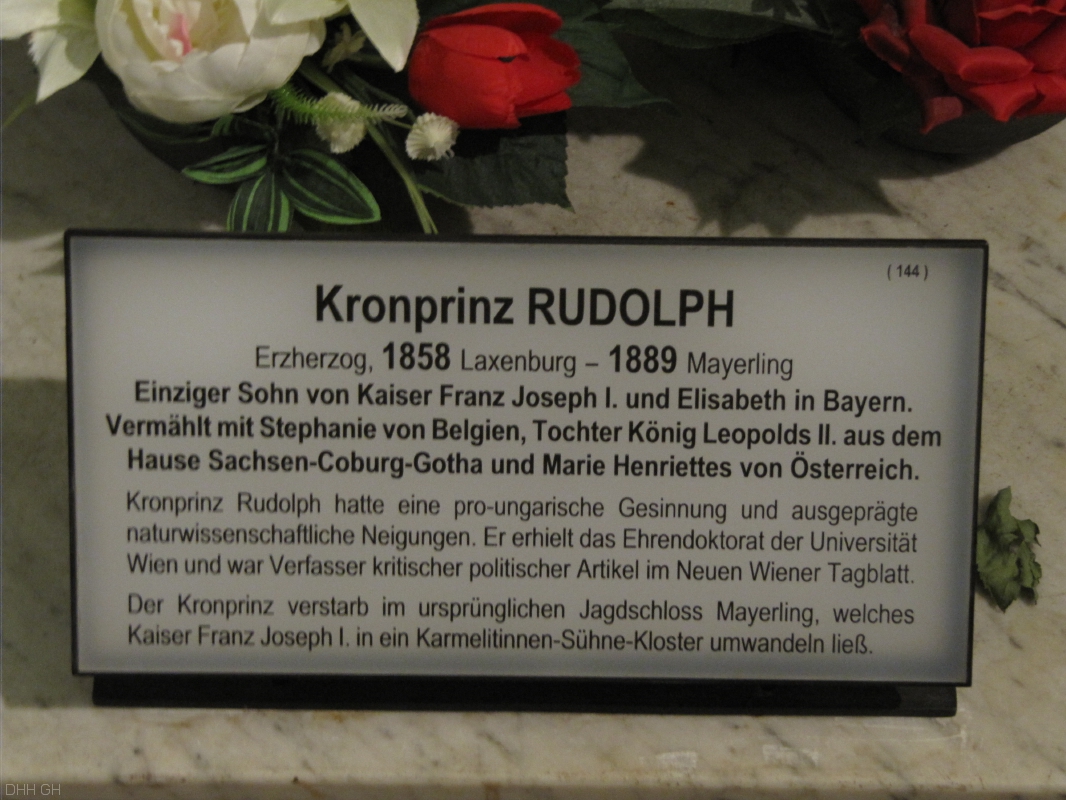 ( 144 )
Kronprinz RUDOLPH
Erzherzog, 1858 Laxenburg – 1889 Mayerling
Einziger Sohn von Kaiser Franz Joseph I. und Elisabeth in Bayern.
Vermählt mit Stephanie von Belgien, Tochter König Leopolds II. aus dem
Hause Sachsen-Coburg-Gotha und Marie Henriettes von Österreich.
Kronprinz Rudolph hatte eine pro-ungarische Gesinnung und ausgeprägte
naturwissenschaftliche Neigungen. Er erhielt das Ehrendoktorat der Universität
Wien und war Verfasser kritischer politischer Artikel im Neuen Wiener Tagblatt.
Der Kronprinz verstarb im ursprünglichen Jagdschloss Mayerling, welches
Kaiser Franz Joseph I. in ein Karmelitinnen-Sühne-Kloster umwandeln ließ.
DHH GH